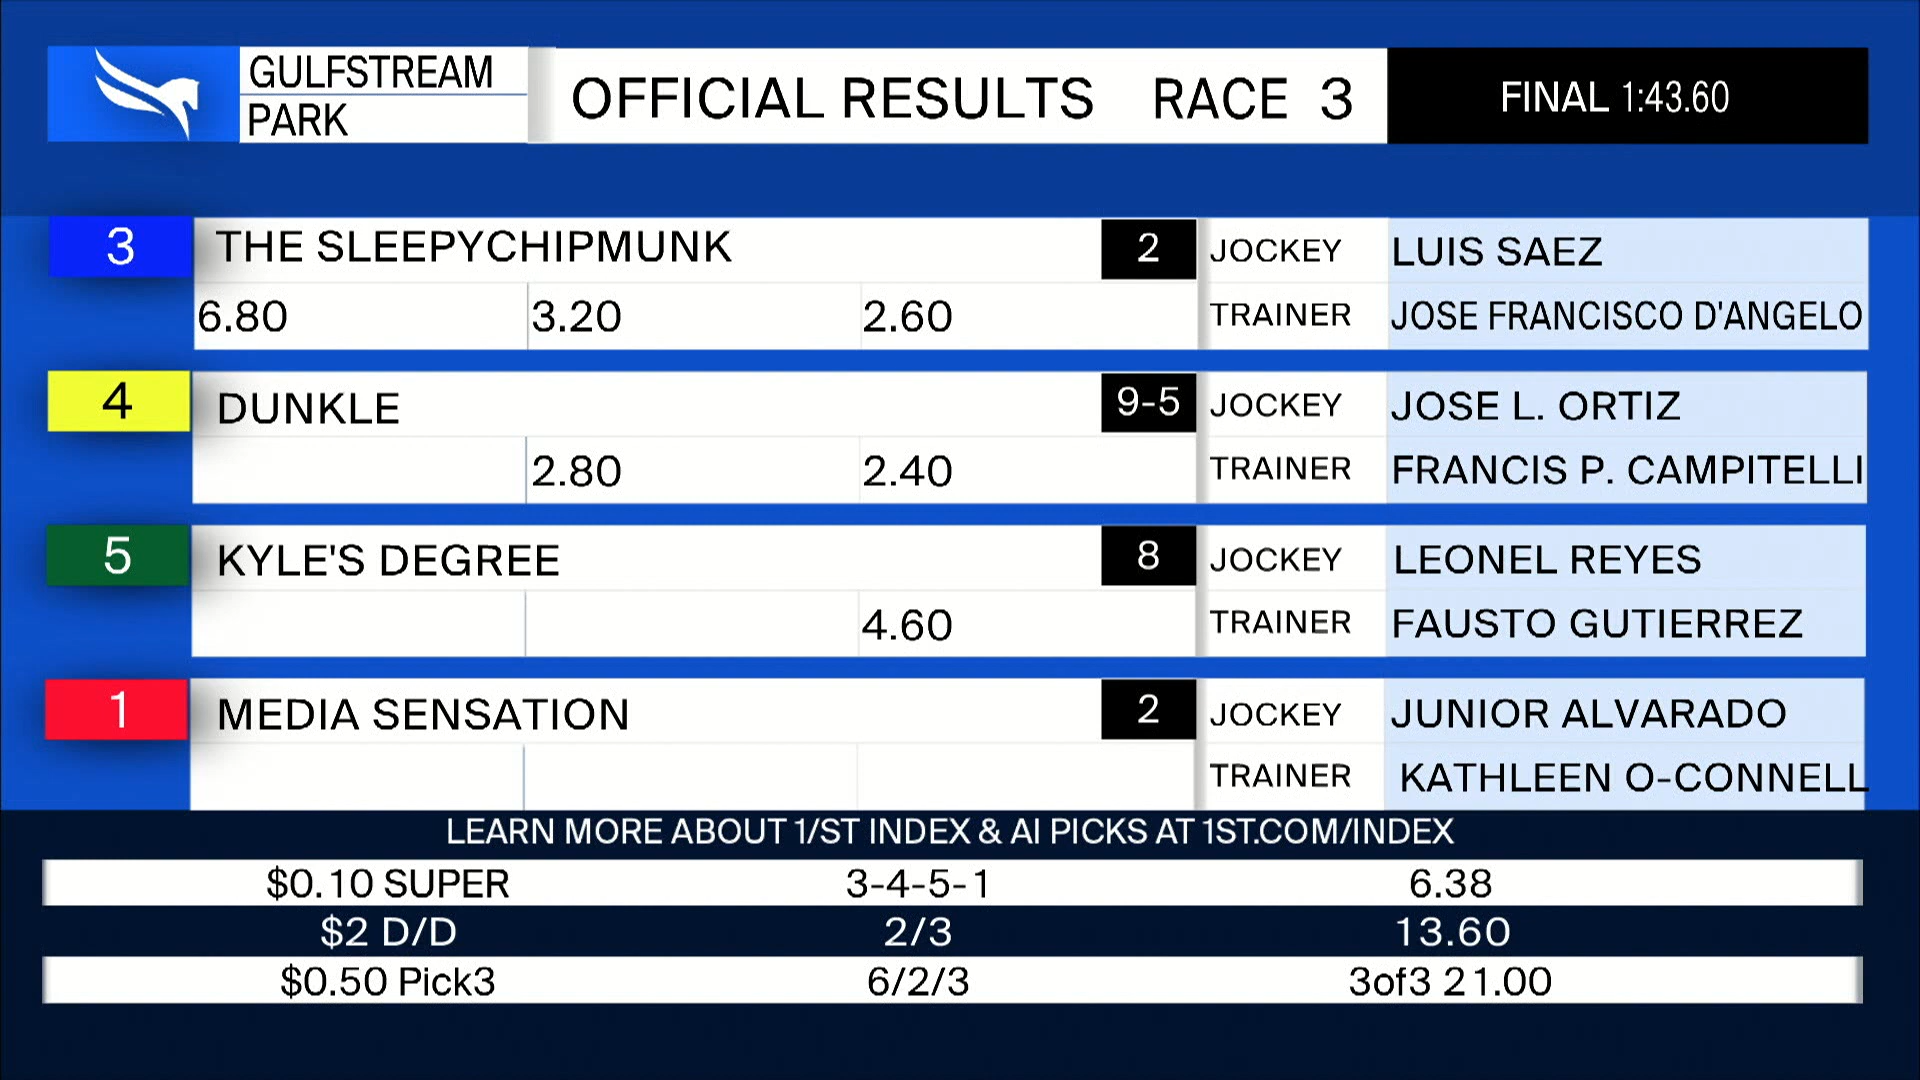 GULFSTREAM
PARK
OFFICIAL RESULTS RACE 3
FINAL 1:43.60
3 THE SLEEPYCHIPMUNK 2 JOCKEY LUIS SAEZ
6.80 3.20 2.60 TRAINER JOSE FRANCISCO D'ANGELO
4 DUNKLE 9-5 JOCKEY JOSE L. ORTIZ
2.80 2.40 TRAINER FRANCIS P. CAMPITELLI
5 KYLE'S DEGREE 8 JOCKEY LEONEL REYES
4.60 TRAINER FAUSTO GUTIERREZ
1 MEDIA SENSATION 2 JOCKEY JUNIOR ALVARADO
TRAINER KATHLEEN O-CONNELL
LEARN MORE ABOUT 1/ST INDEX & AI PICKS AT 1ST.COM/INDEX
$0.10 SUPER 3-4-5-1 6.38
$2 D/D 2/3 13.60
$0.50 Pick3 6/2/3 3of3 21.00